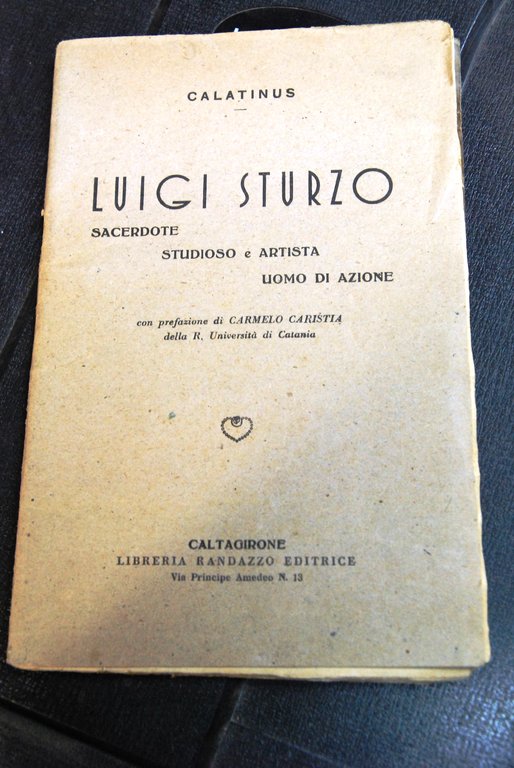 CALATINUS
LUIGI STURZO
SACERDOTE
STUDIOSO e ARTISTA
UOMO DI AZIONE
con prefazione di CARMELO CARISTIA
della R. Università di Catania
CALTAGIRONE
LIBRERIA RANDAZZO EDITRICE
Via Principe Amedeo N. 13